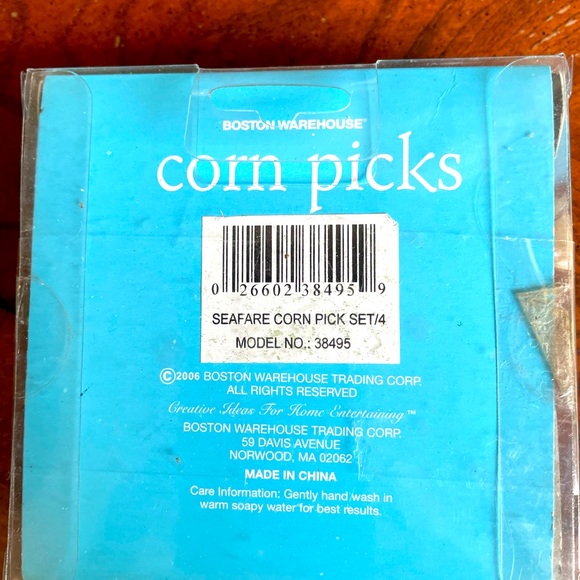 BOSTON WAREHOUSE™
corn picks
0 26602 38495 9
SEAFARE CORN PICK SET/4
MODEL NO.: 38495
©2006 BOSTON WAREHOUSE TRADING CORP.
ALL RIGHTS RESERVED
Creative Ideas For Home Entertaining™
BOSTON WAREHOUSE TRADING CORP.
59 DAVIS AVENUE
NORWOOD, MA 02062
MADE IN CHINA
Care Information: Gently hand wash in
warm soapy water for best results.